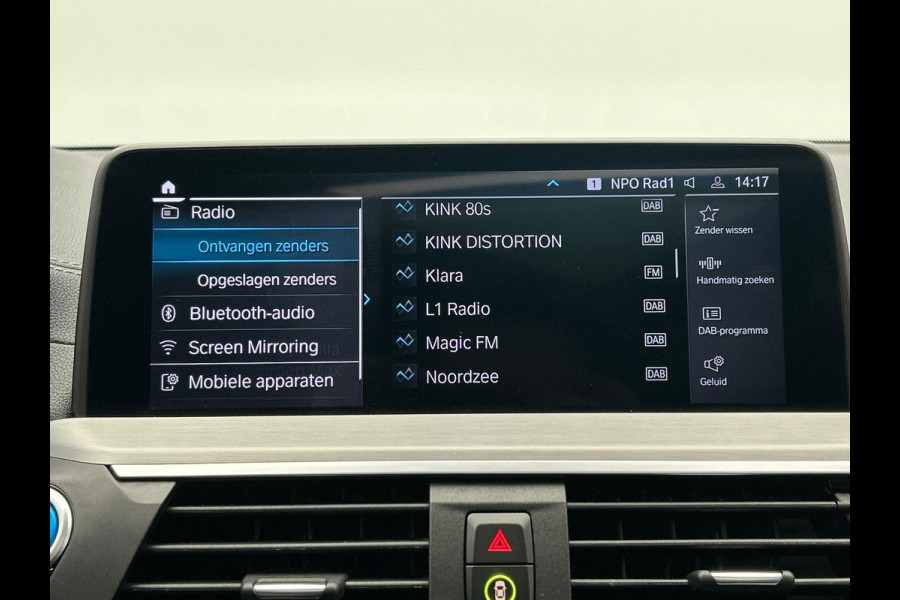 1 NPO Rad1 14:17
Radio
Ontvangen zenders
Opgeslagen zenders
Bluetooth-audio
Screen Mirroring
Mobiele apparaten
KINK 80s DAB
KINK DISTORTION DAB
Klara FM
L1 Radio DAB
Magic FM DAB
Noordzee DAB
Zender wissen
Handmatig zoeken
DAB-programma
Geluid